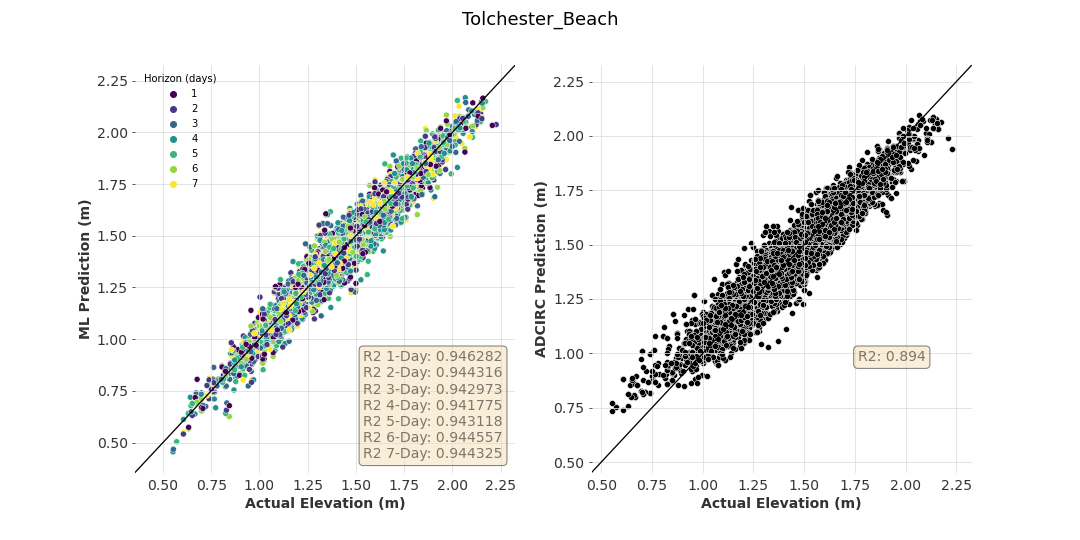 Tolchester_Beach
Horizon (days)
1
2
3
4
5
6
7
2.25
2.00
1.75
1.50
1.25
1.00
0.75
0.50
ML Prediction (m)
R2 1-Day: 0.946282
R2 2-Day: 0.944316
R2 3-Day: 0.942973
R2 4-Day: 0.941775
R2 5-Day: 0.943118
R2 6-Day: 0.944557
R2 7-Day: 0.944325
0.50 0.75 1.00 1.25 1.50 1.75 2.00 2.25
Actual Elevation (m)
2.25
2.00
1.75
1.50
1.25
1.00
0.75
0.50
ADCIRC Prediction (m)
R2: 0.894
0.50 0.75 1.00 1.25 1.50 1.75 2.00 2.25
Actual Elevation (m)